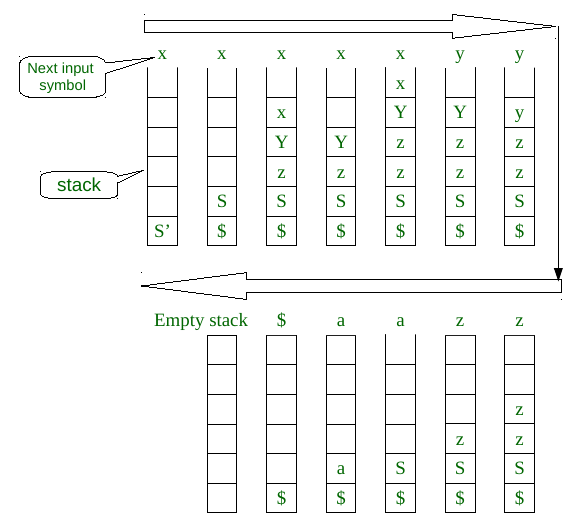 x x x x x y y
Next input
symbol
x
x Y Y y
Y Y z z z
z z z z z
stack
S S S S S S
S’ $ $ $ $ $ $
Empty stack $ a a z z
z
z z
a S S S
$ $ $ $ $